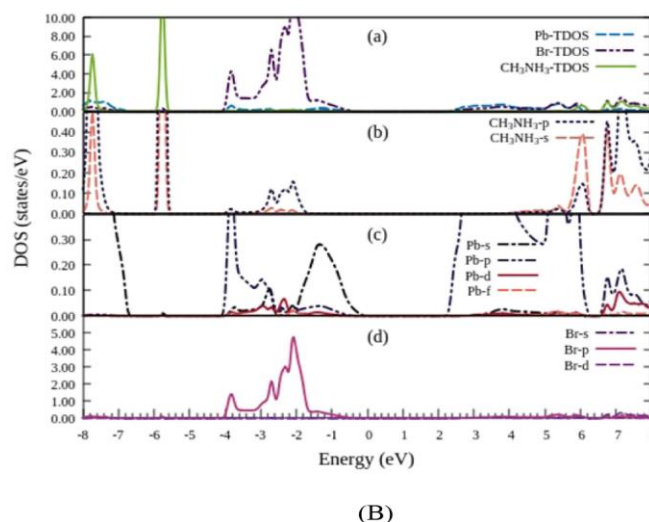 10.00
8.00
6.00
4.00
2.00
0.00
(a)
Pb-TDOS
Br-TDOS
CH₃NH₃-TDOS
0.40
0.30
0.20
0.10
0.00
(b)
CH₃NH₃-p
CH₃NH₃-s
0.30
0.20
0.10
0.00
(c)
Pb-s
Pb-p
Pb-d
Pb-f
5.00
4.00
3.00
2.00
1.00
0.00
(d)
Br-s
Br-p
Br-d
DOS (states/eV)
-8 -7 -6 -5 -4 -3 -2 -1 0 1 2 3 4 5 6 7 8
Energy (eV)
(B)